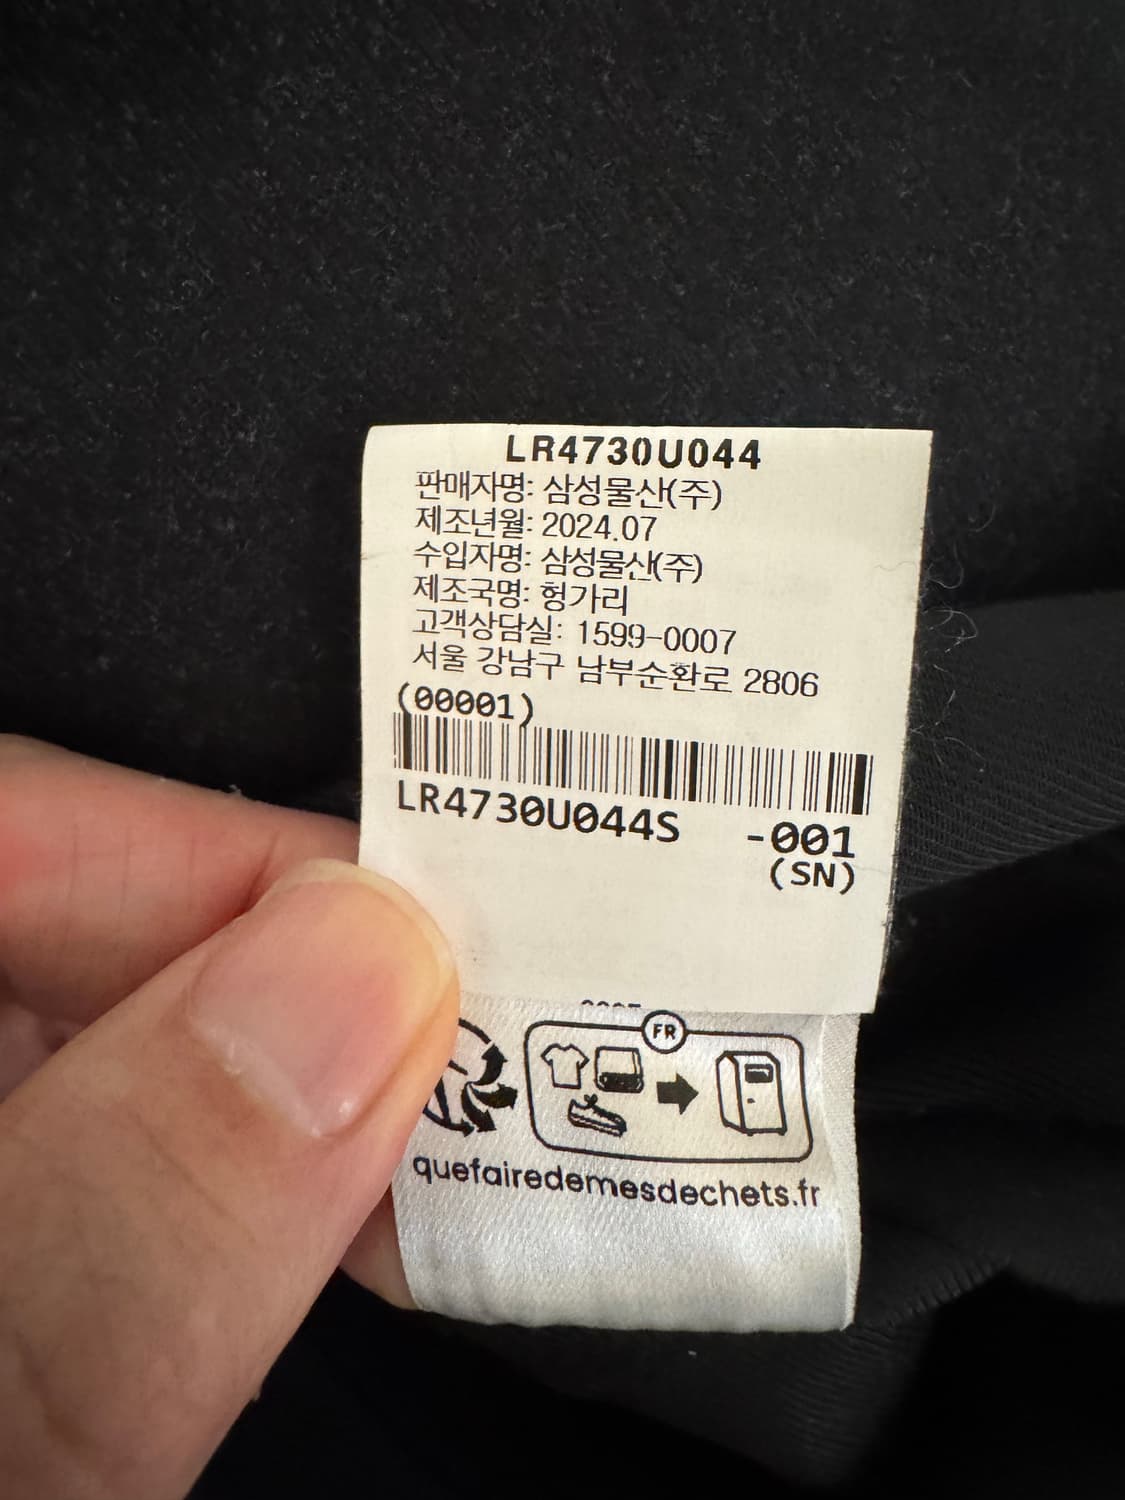 LR4730U044
판매자명: 삼성물산(주)
제조년월: 2024.07
수입자명: 삼성물산(주)
제조국명: 헝가리
고객상담실: 1599-0007
서울 강남구 남부순환로 2806
(00001)
LR4730U044S -001
(SN)
FR
quefairedemesdechets.fr